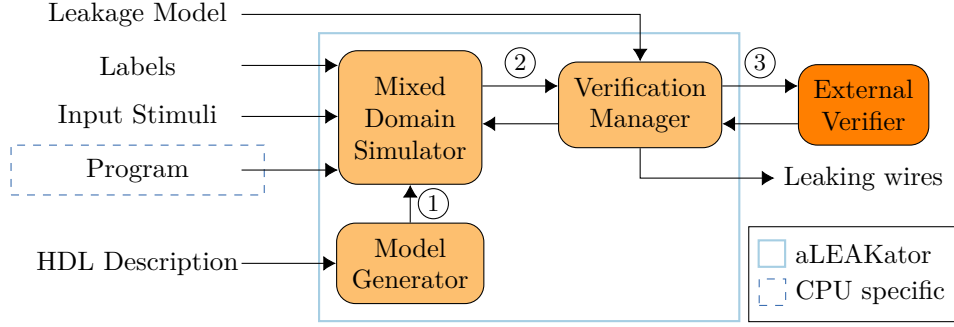 Leakage Model
Labels
Input Stimuli
Program
HDL Description
Mixed
Domain
Simulator
1
Model
Generator
2
Verification
Manager
3
External
Verifier
Leaking wires
aLEAKator
CPU specific